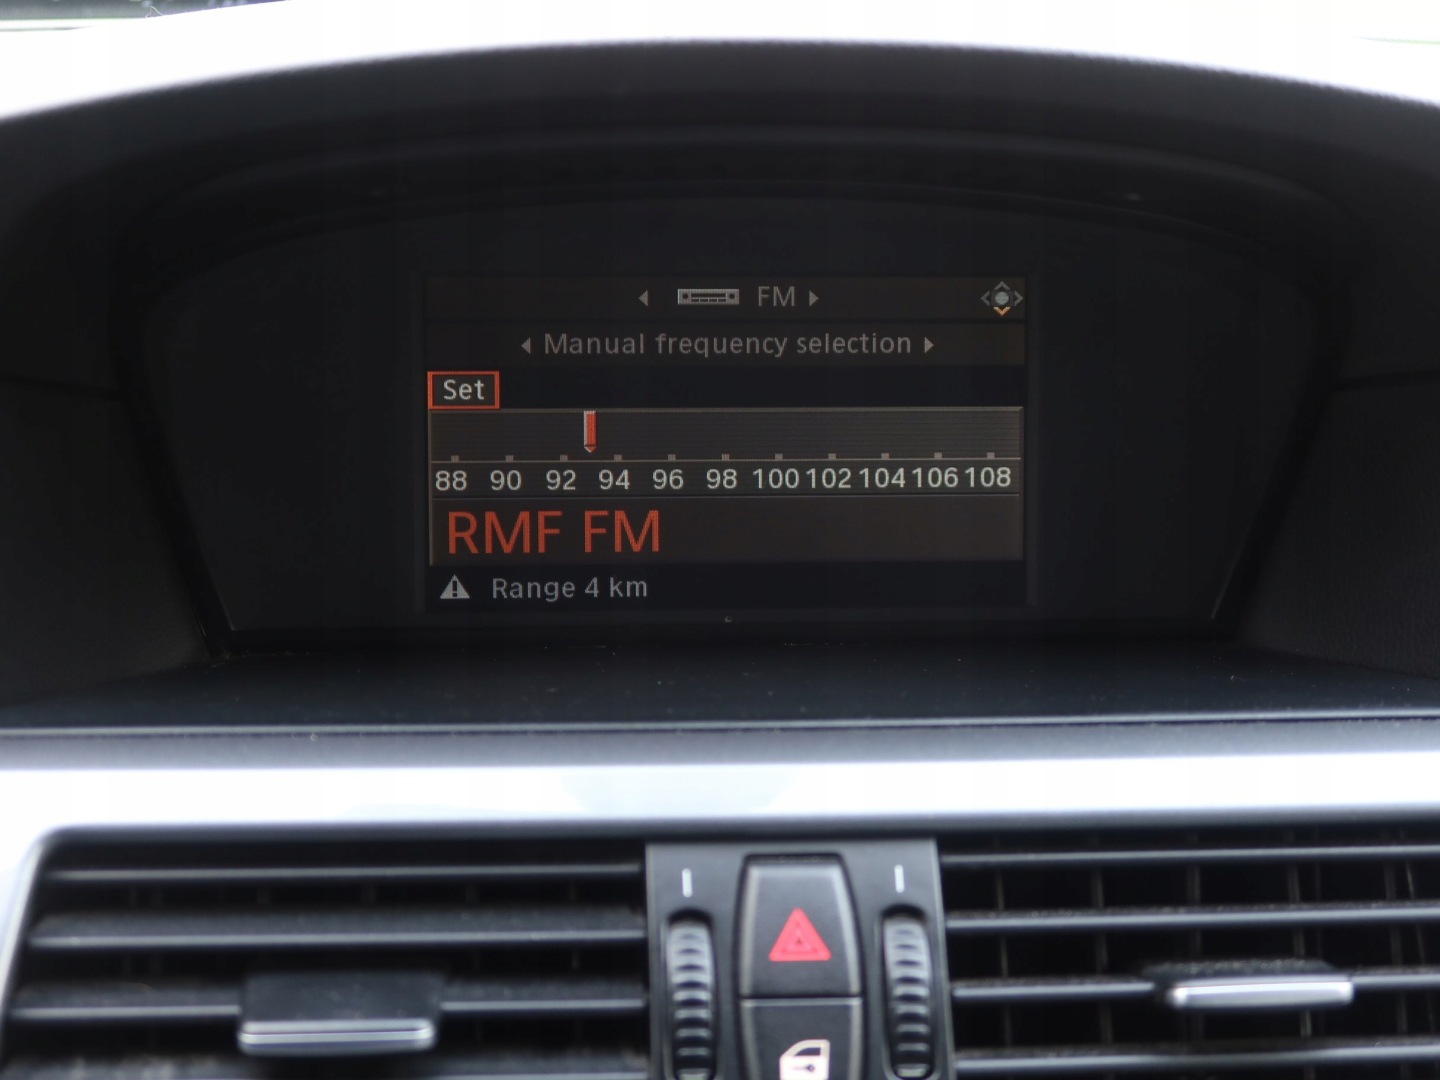 FM
Manual frequency selection
Set
88 90 92 94 96 98 100 102 104 106 108
RMF FM
Range 4 km